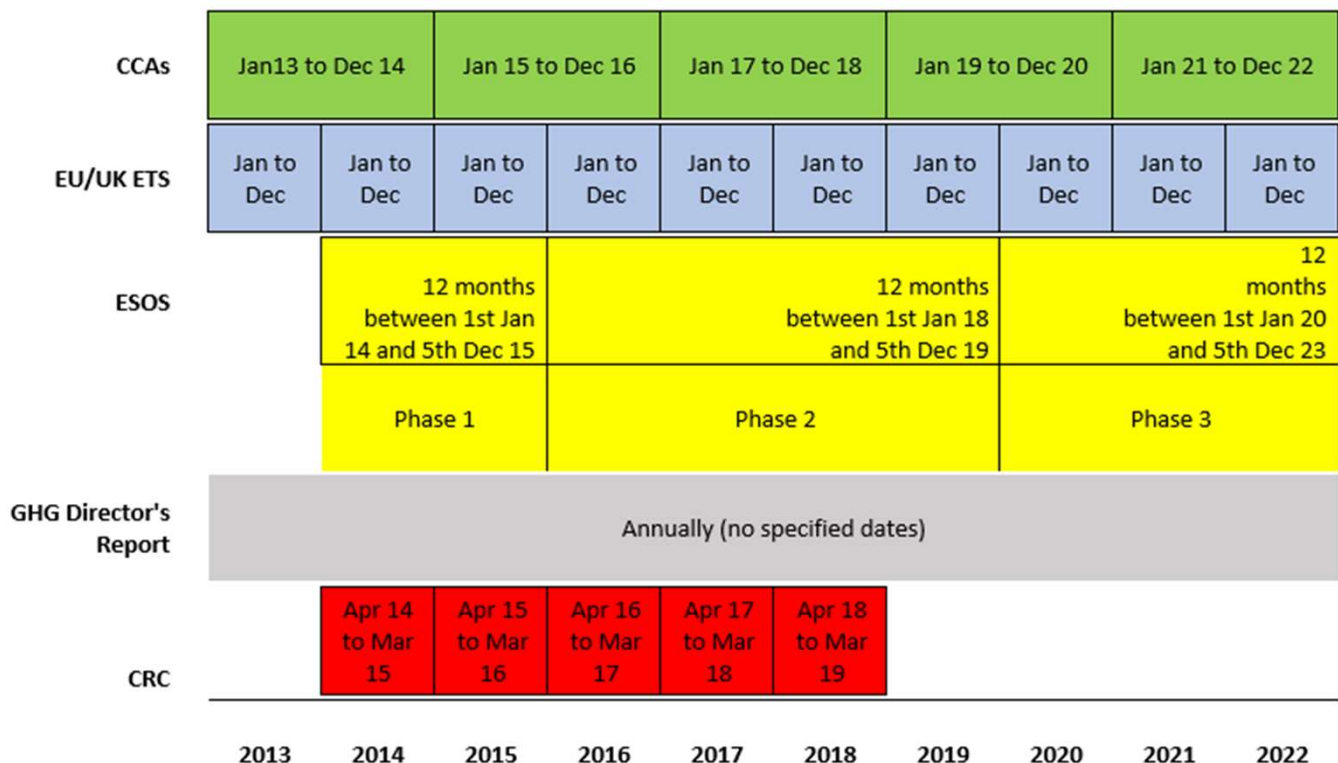 CCAs
Jan13 to Dec 14
Jan 15 to Dec 16
Jan 17 to Dec 18
Jan 19 to Dec 20
Jan 21 to Dec 22
EU/UK ETS
Jan to
Dec
Jan to
Dec
Jan to
Dec
Jan to
Dec
Jan to
Dec
Jan to
Dec
Jan to
Dec
Jan to
Dec
Jan to
Dec
Jan to
Dec
ESOS
12 months
between 1st Jan
14 and 5th Dec 15
12 months
between 1st Jan 18
and 5th Dec 19
12
months
between 1st Jan 20
and 5th Dec 23
Phase 1
Phase 2
Phase 3
GHG Director's
Report
Annually (no specified dates)
CRC
Apr 14
to Mar
15
Apr 15
to Mar
16
Apr 16
to Mar
17
Apr 17
to Mar
18
Apr 18
to Mar
19
2013
2014
2015
2016
2017
2018
2019
2020
2021
2022